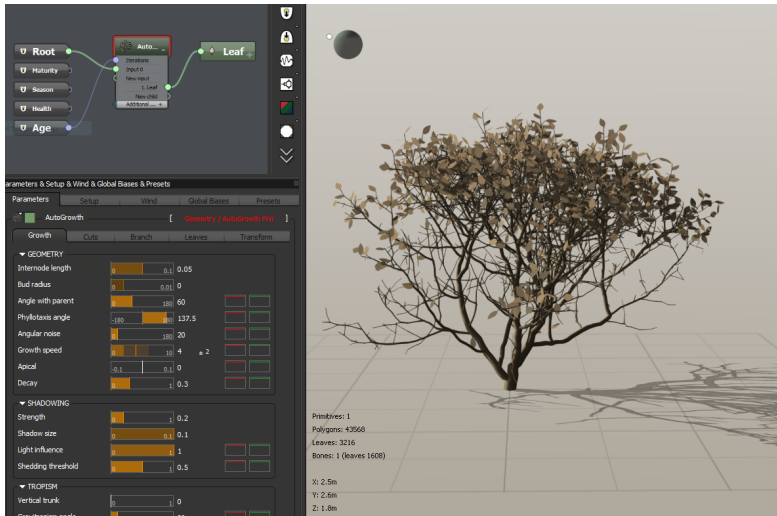 Root
Auto...
Leaf
Maturity
Iterations
Input 0
Season
New input
1. Leaf
Health
New child
Additional ... +
Age
arameters & Setup & Wind & Global Biases & Presets
Parameters Setup Wind Global Biases Presets
AutoGrowth [ Geometry / AutoGrowth Prim ]
Growth Cuts Branch Leaves Transform
GEOMETRY
Internode length 0 0.1 0.05
Bud radius 0 0.01 0
Angle with parent 0 180 60
Phyllotaxis angle -180 180 137.5
Angular noise 0 180 20
Growth speed 0 10 4 ± 2
Apical -0.1 0.1 0
Decay 0 1 0.3
SHADOWING
Strength 0 1 0.2
Shadow size 0 0.1 0.1
Light influence 0 1 1
Shedding threshold 0 1 0.5
TROPISM
Vertical trunk 0 1 0
Primitives: 1
Polygons: 43568
Leaves: 3216
Bones: 1 (leaves 1608)
X: 2.5m
Y: 2.6m
Z: 1.8m